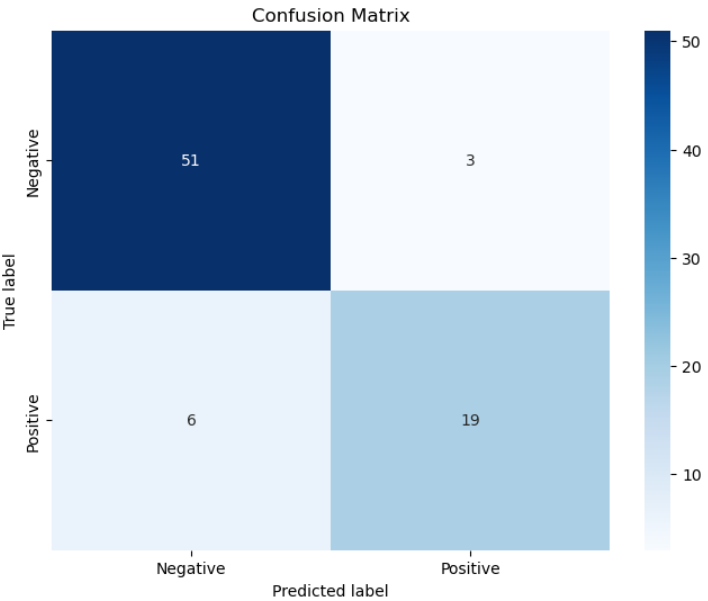 Confusion Matrix
Negative
51
3
Positive
6
19
True label
Negative
Positive
Predicted label
50
40
30
20
10